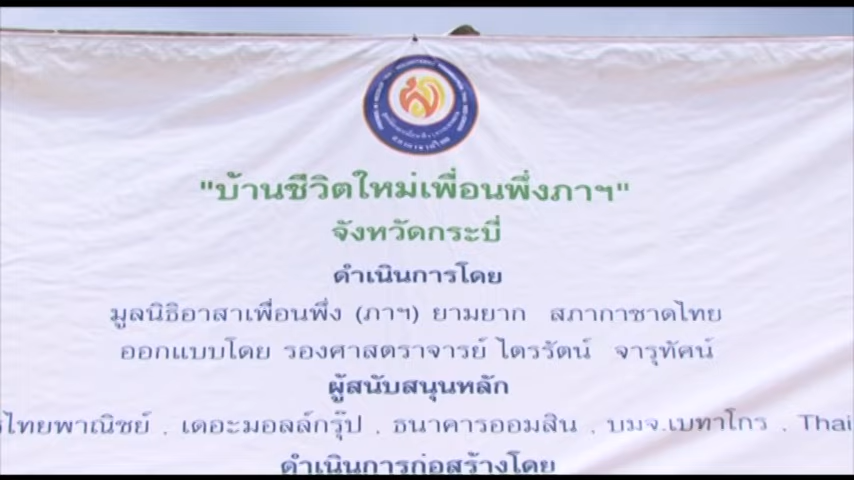 "บ้านชีวิตใหม่เพื่อนพึ่งภาฯ"
จังหวัดกระบี่
ดำเนินการโดย
มูลนิธิอาสาเพื่อนพึ่ง (ภาฯ) ยามยาก สภากาชาดไทย
ออกแบบโดย รองศาสตราจารย์ ไตรรัตน์ จารุทัศน์
ผู้สนับสนุนหลัก
ไทยพาณิชย์ . เดอะมอลล์กรุ๊ป . ธนาคารออมสิน . บมจ.เบทาโกร . Thai
ดำเนินการก่อสร้างโดย